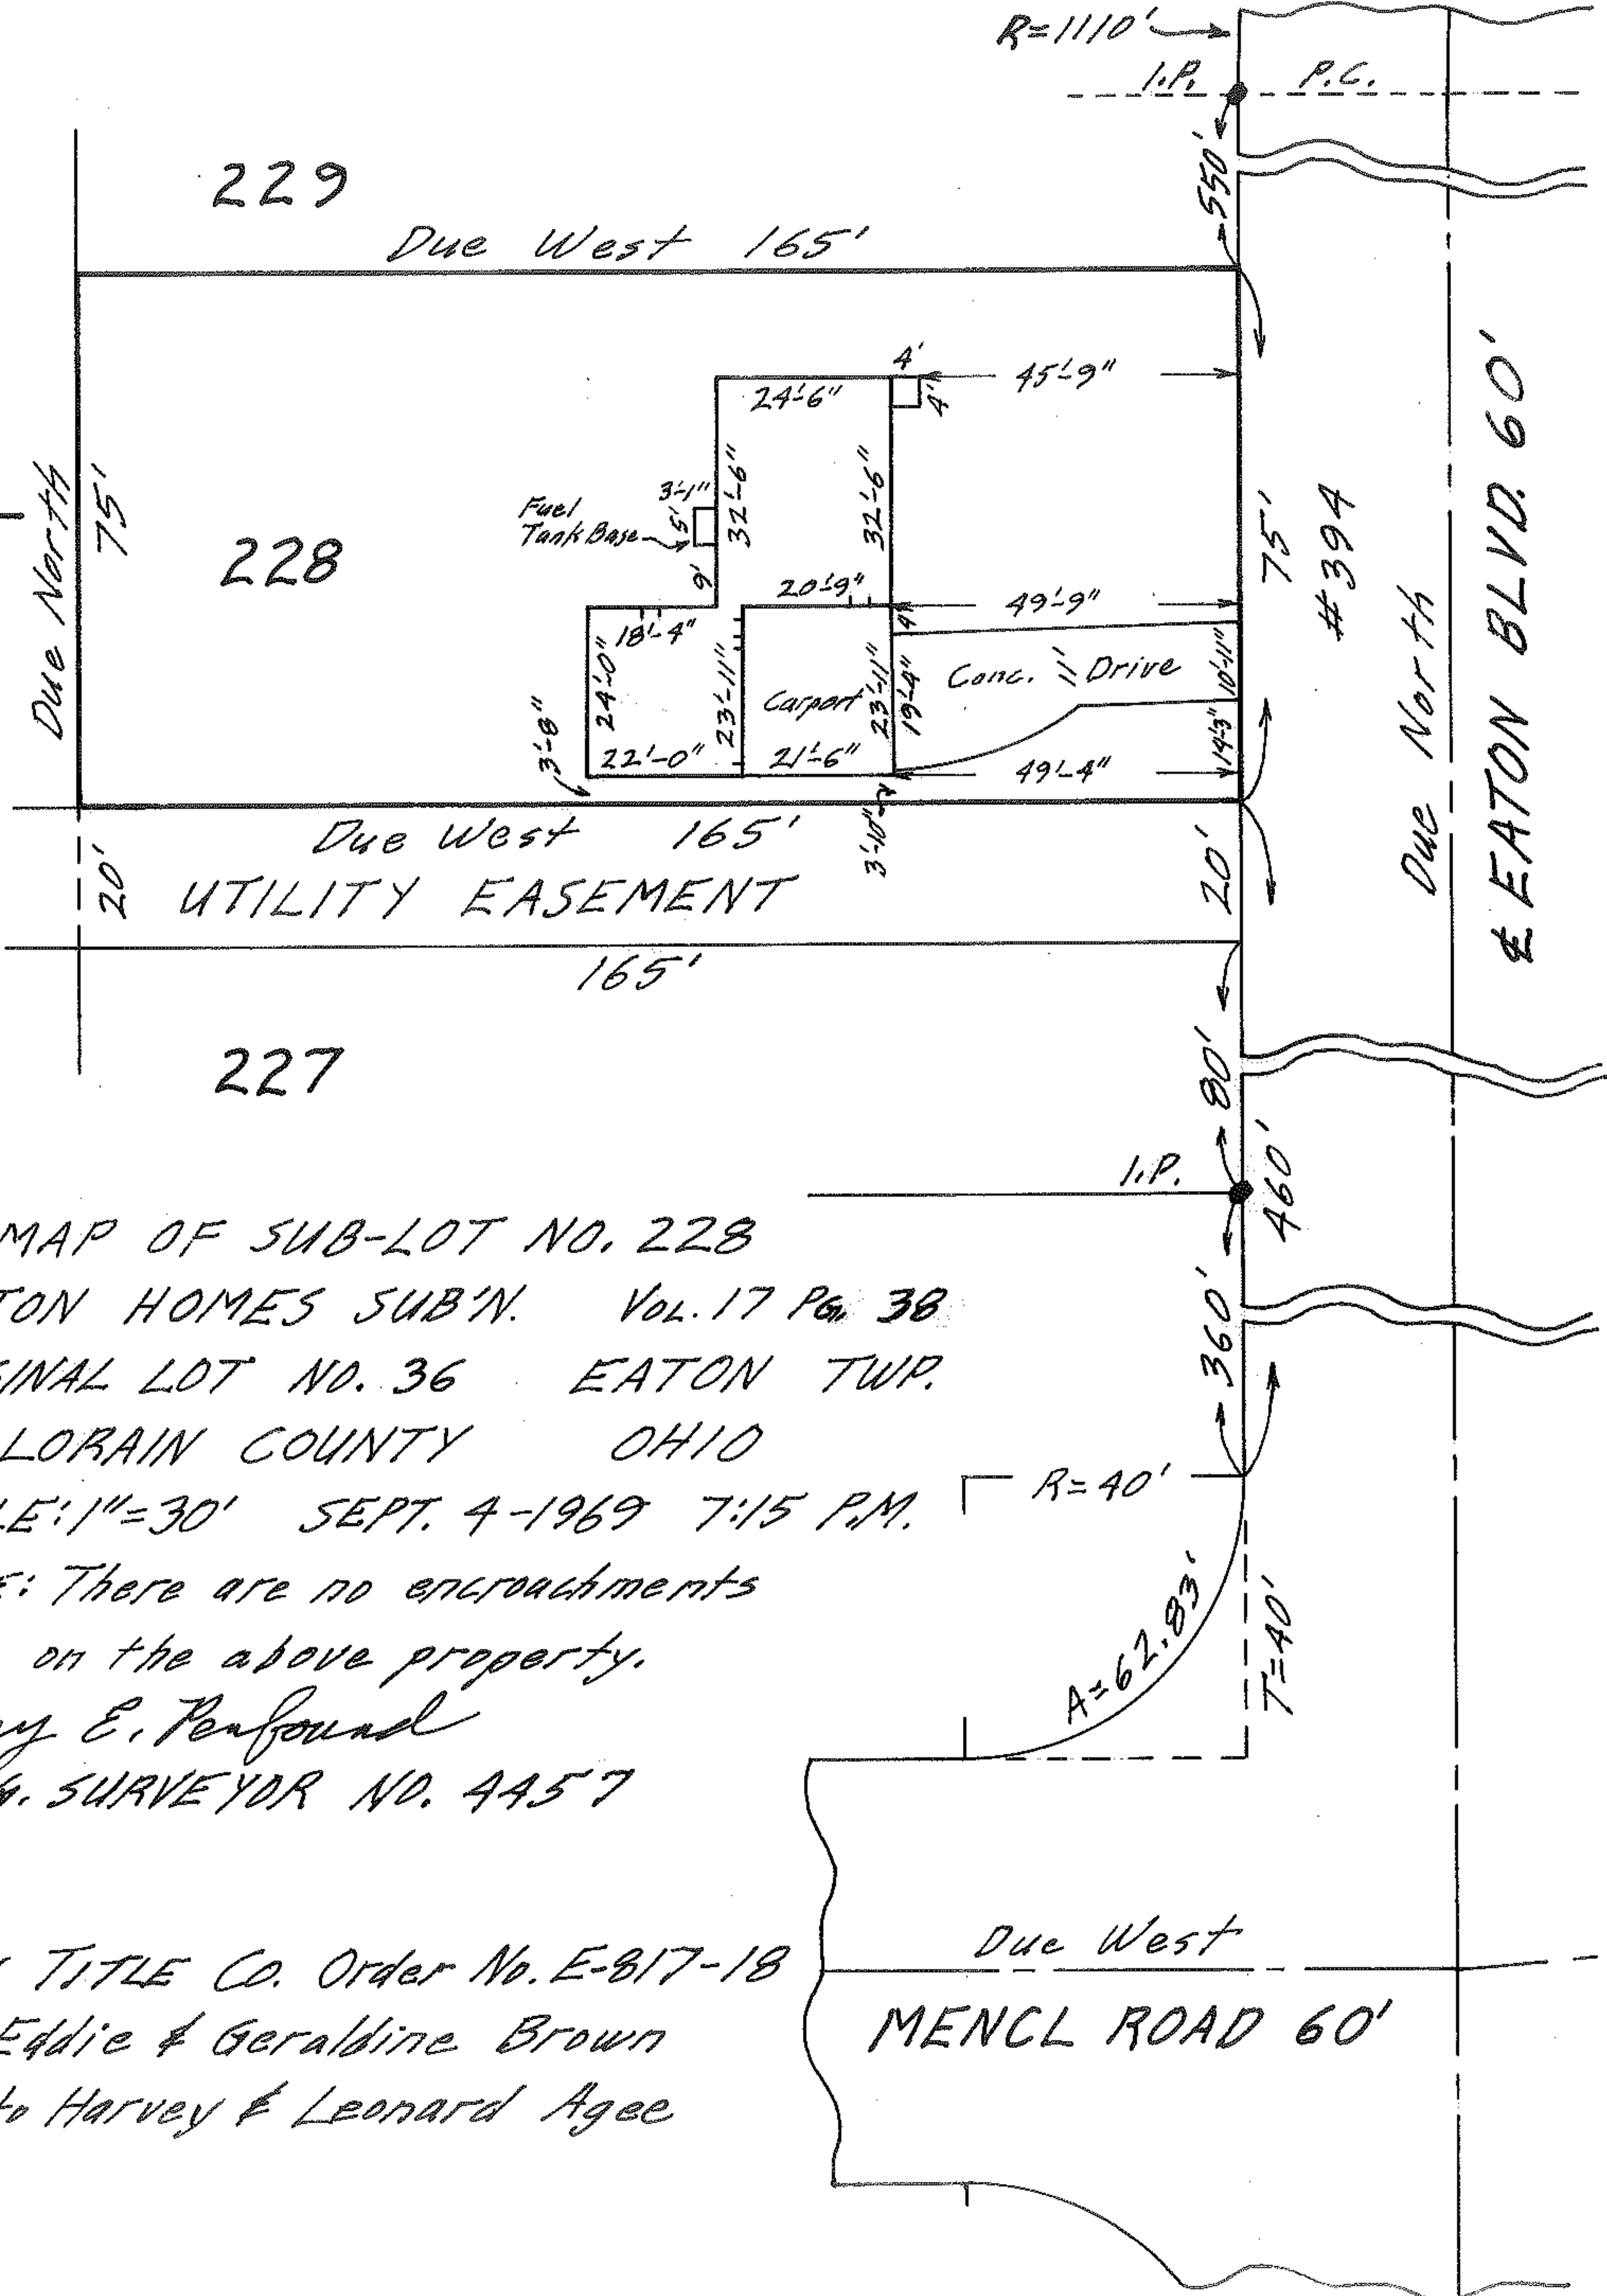 R=1110'
I.P. P.C.
550'
229
Due West 165'
4'
45'-9"
24'-6"
4'
3'-1"
Fuel
Tank Base
5'
32'-6"
32'-6"
9'
Due North
75'
228
75'
#394
Due North
₵ EATON BLVD. 60'
20'-9"
49'-9"
18'-4"
4'
24'-0"
23'-11"
Carport
23'-11"
19'-4"
Conc. 11' Drive
10'-11"
14'-3"
3'-8"
22'-0"
21'-6"
49'-4"
3'-10"
Due West 165'
20'
UTILITY EASEMENT
20'
165'
80'
227
I.P.
460'
360'
MAP OF SUB-LOT NO. 228
TON HOMES SUB'N. VOL. 17 PG. 38
GINAL LOT NO. 36 EATON TWP.
LORAIN COUNTY OHIO
LE: 1"=30' SEPT. 4-1969 7:15 P.M.
E: There are no encroachments
on the above property.
y E. Penfound
G. SURVEYOR NO. 4457
R=40'
A=62.83'
T=40'
TITLE CO. Order No. E-817-18
Eddie & Geraldine Brown
to Harvey & Leonard Agee
Due West
MENCL ROAD 60'